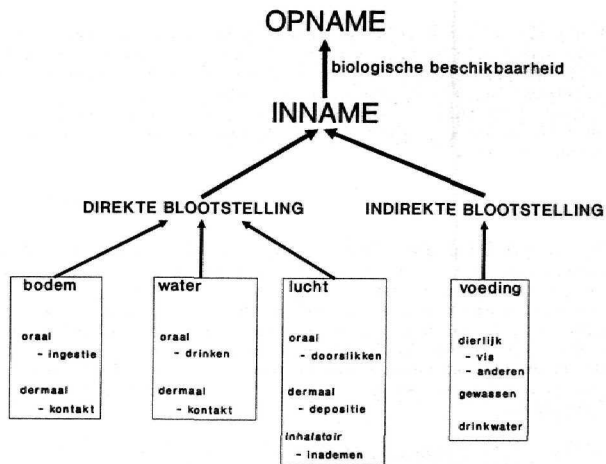 OPNAME
biologische beschikbaarheid
INNAME
DIREKTE BLOOTSTELLING
INDIREKTE BLOOTSTELLING
bodem
oraal
- ingestie
dermaal
- kontakt
water
oraal
- drinken
dermaal
- kontakt
lucht
oraal
- doorslikken
dermaal
- depositie
inhalatoir
- inademen
voeding
dierlijk
- vis
- anderen
gewassen
drinkwater